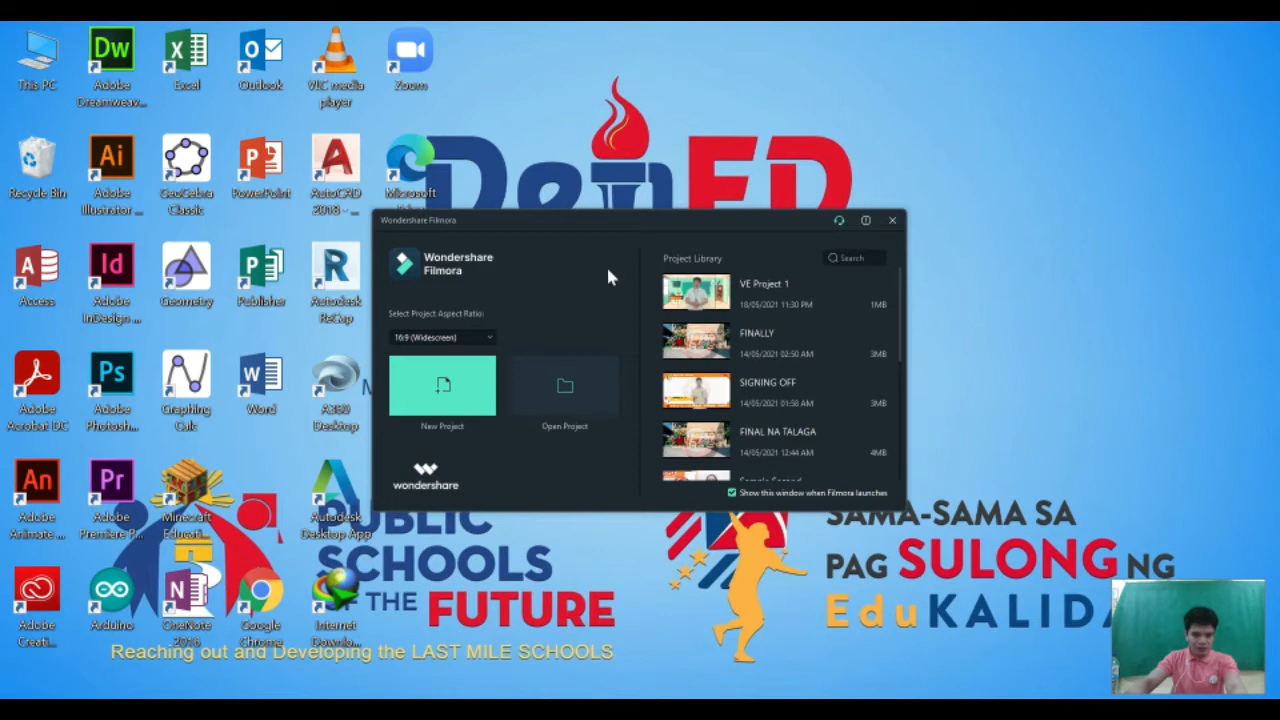 This PC
Adobe
Dreamweav...
Excel
Outlook
VLC media
player
Zoom
Recycle Bin
Adobe
Illustrator ...
GeoGebra
Classic
PowerPoint
AutoCAD
2018 - ...
Microsoft
DepED
Access
Adobe
InDesign ...
Geometry
Publisher
Autodesk
ReCap
Adobe
Acrobat DC
Adobe
Photosh...
Graphing
Calc
Word
A360
Desktop
Adobe
Animate ...
Adobe
Premiere P...
Minecraft
Educati...
Autodesk
Desktop App
Adobe
Creati...
Arduino
OneNote
2016
Google
Chrome
Internet
Downlo...
Wondershare Filmora
Wondershare
Filmora
Select Project Aspect Ratio:
16:9 (Widescreen)
New Project
Open Project
wondershare
Project Library
Search
VE Project 1
18/05/2021 11:30 PM 1MB
FINALLY
14/05/2021 02:50 AM 3MB
SIGNING OFF
14/05/2021 01:58 AM 3MB
FINAL NA TALAGA
14/05/2021 12:44 AM 4MB
Show this window when Filmora launches
PUBLIC
SCHOOLS
OF THE FUTURE
Reaching out and Developing the LAST MILE SCHOOLS
SAMA-SAMA SA
PAG SULONG NG
EduKALIDA